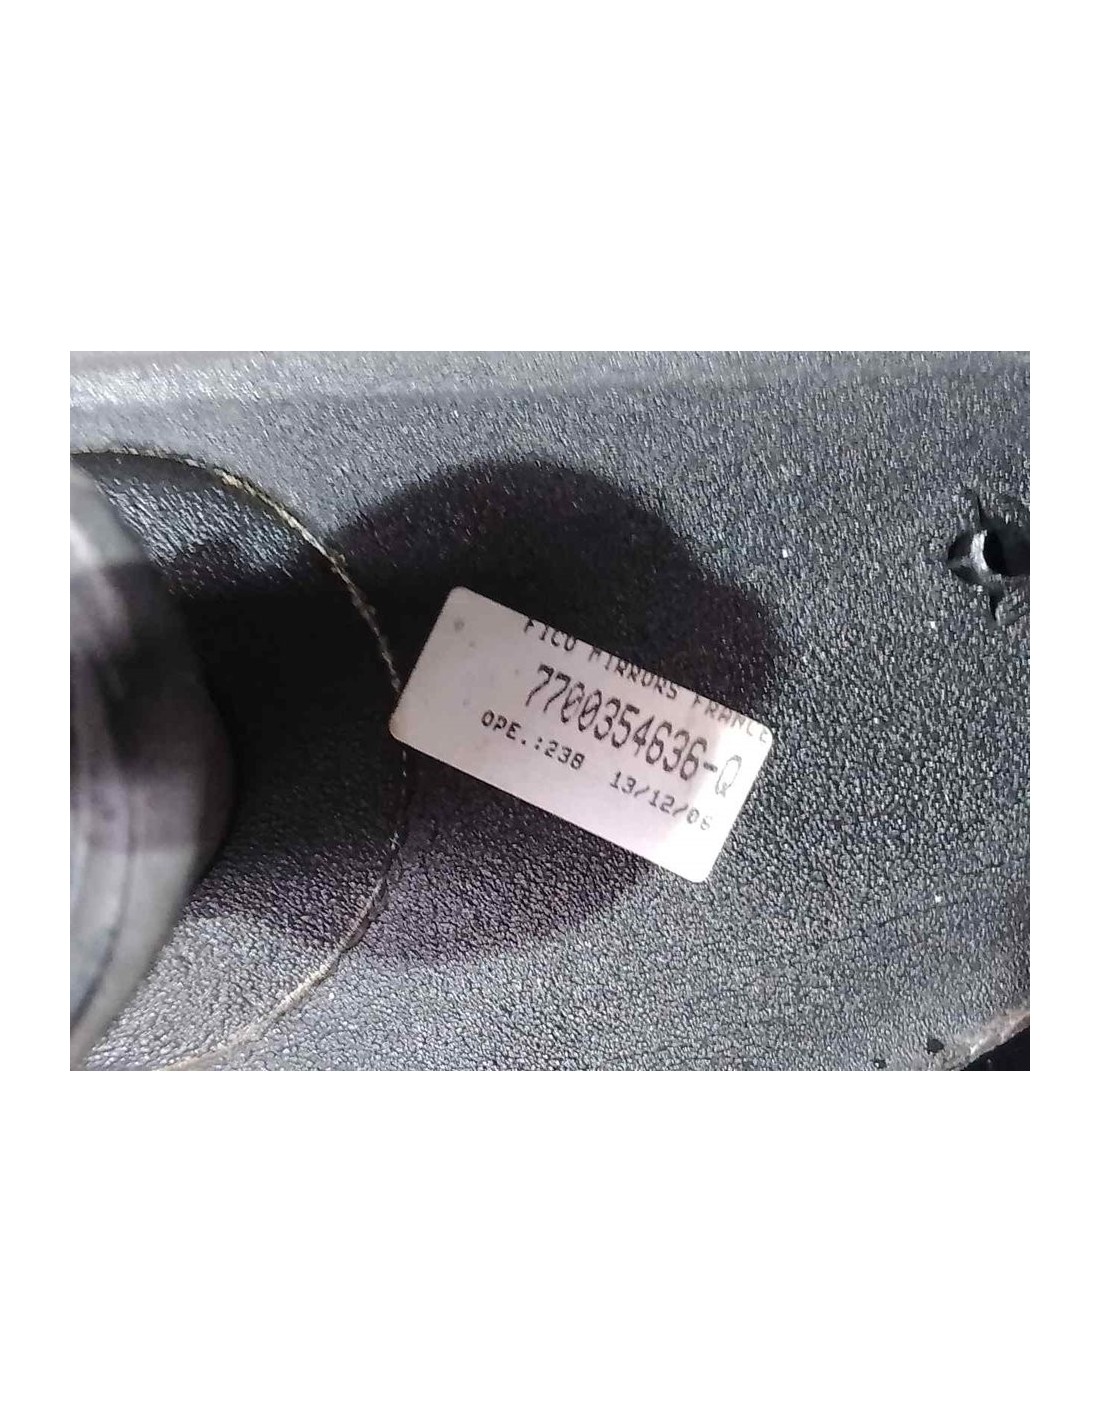 FICO MIRRORS FRANCE
7700354636-Q
OPE.:238 13/12/06